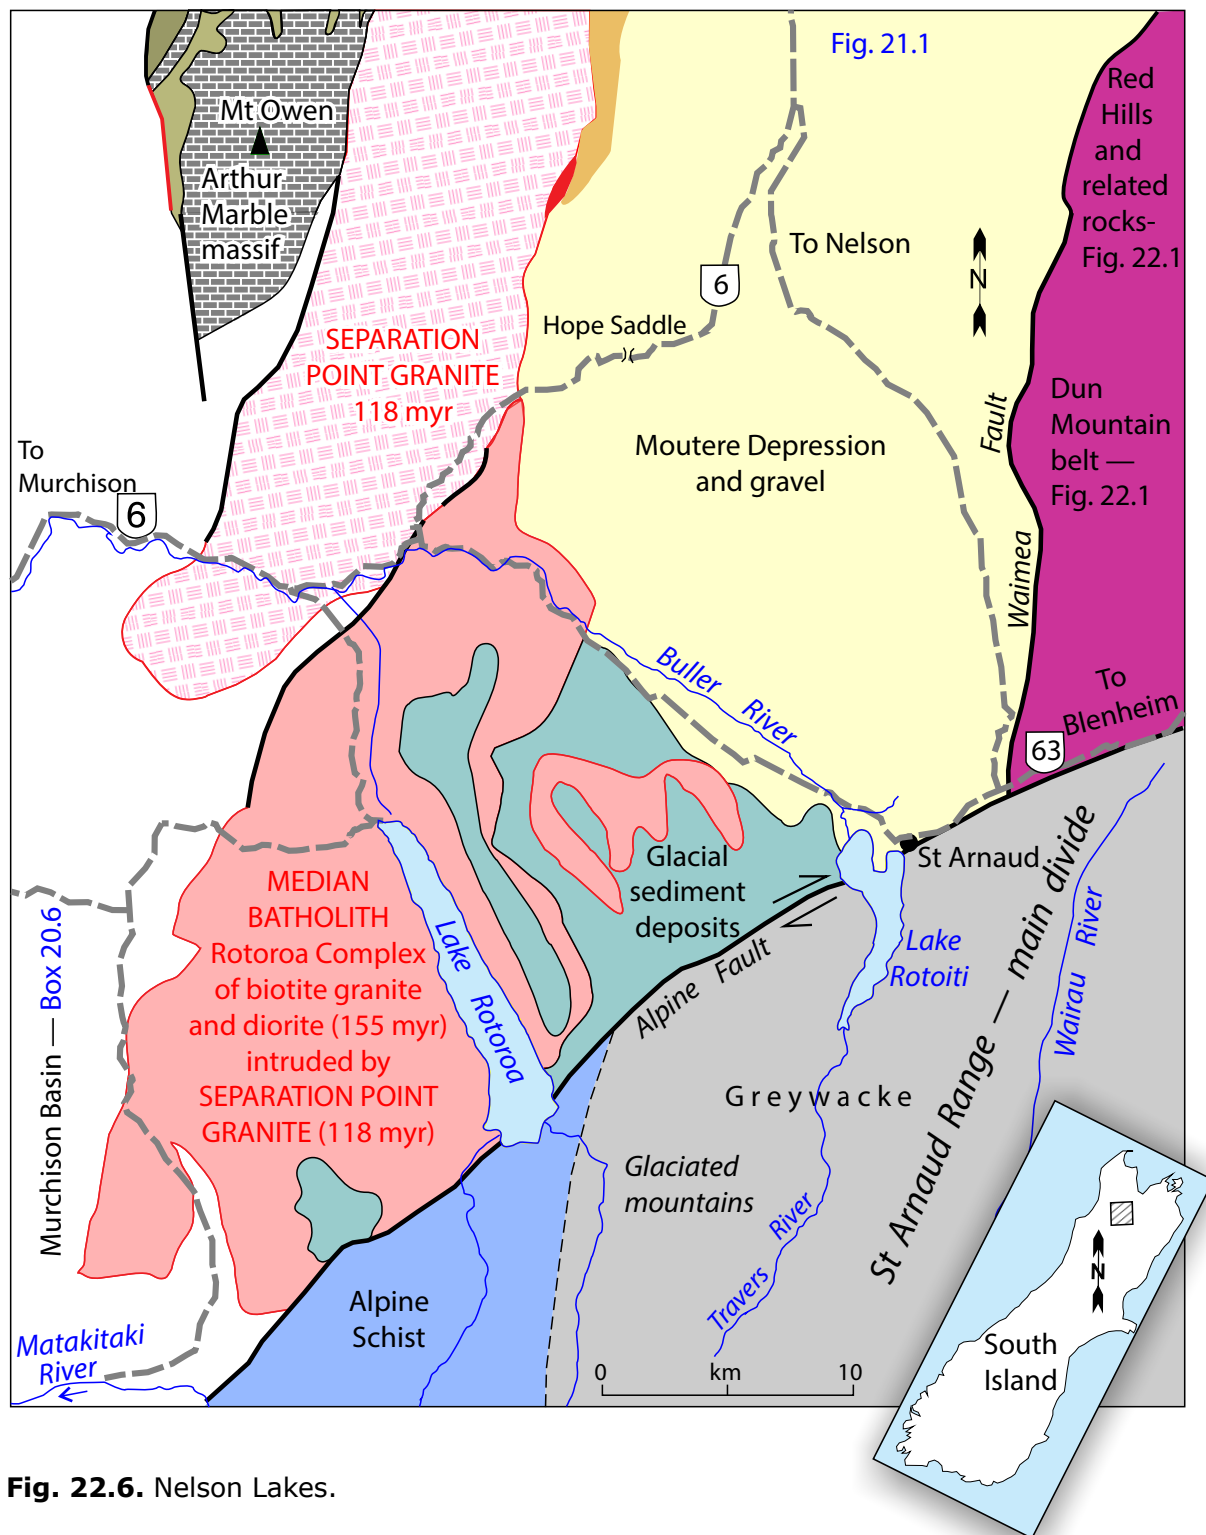 Fig. 21.1
Red
Hills
and
related
rocks-
Fig. 22.1
Mt Owen
Arthur
Marble
massif
To Nelson
N
6
Hope Saddle
SEPARATION
POINT GRANITE
118 myr
Dun
Mountain
belt —
Fig. 22.1
Moutere Depression
and gravel
Waimea Fault
To
Murchison
6
Buller River
To
Blenheim
63
St Arnaud
Glacial
sediment
deposits
MEDIAN
BATHOLITH
Rotoroa Complex
of biotite granite
and diorite (155 myr)
intruded by
SEPARATION POINT
GRANITE (118 myr)
Lake Rotoroa
Lake
Rotoiti
Alpine Fault
Murchison Basin — Box 20.6
St Arnaud Range — main divide
Wairau River
Greywacke
Glaciated
mountains
Travers River
Alpine
Schist
Matakitaki
River
0 km 10
N
South
Island
Fig. 22.6. Nelson Lakes.